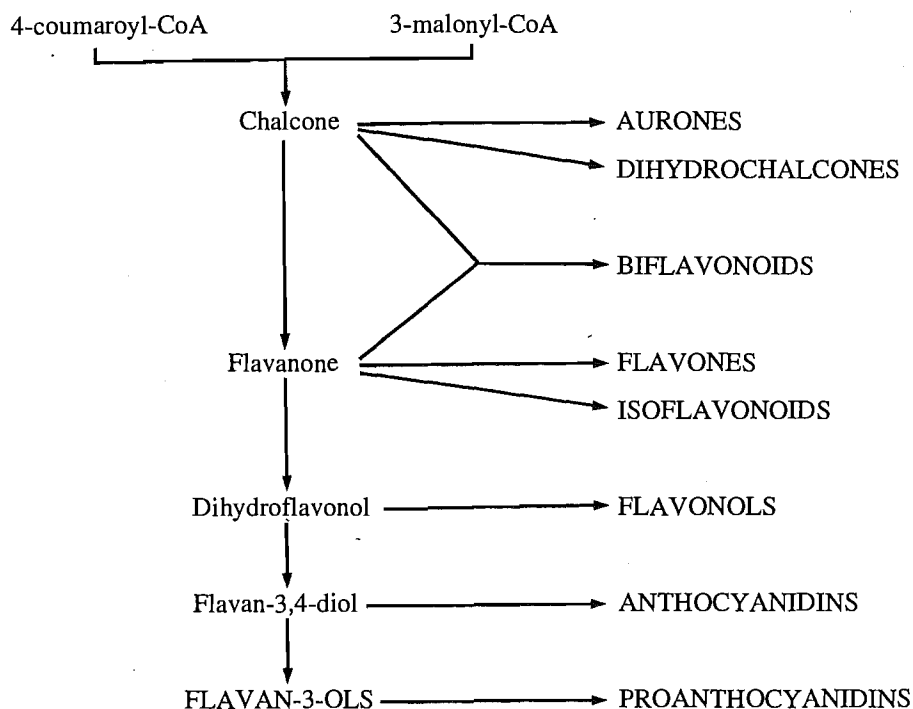 4-coumaroyl-CoA 3-malonyl-CoA
Chalcone AURONES
DIHYDROCHALCONES
BIFLAVONOIDS
Flavanone FLAVONES
ISOFLAVONOIDS
Dihydroflavonol FLAVONOLS
Flavan-3,4-diol ANTHOCYANIDINS
FLAVAN-3-OLS PROANTHOCYANIDINS